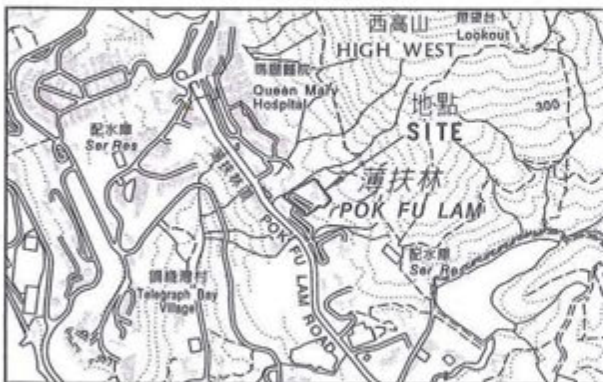 西高山
HIGH WEST
瞭望台
Lookout
瑪麗醫院
Queen Mary
Hospital
配水庫
Ser Res
地點
SITE
300
薄扶林
POK FU LAM
薄扶林道
POK FU LAM ROAD
配水庫
Ser Res
鋼綫灣村
Telegraph Bay
Village